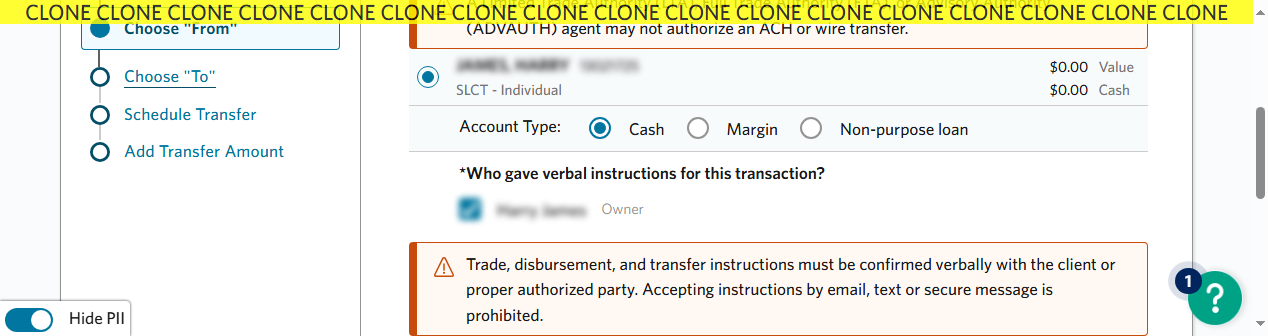 CLONE CLONE CLONE CLONE CLONE CLONE CLONE CLONE CLONE CLONE CLONE CLONE CLONE CLONE CLONE CLONE CLONE
Choose "From"
Choose "To"
Schedule Transfer
Add Transfer Amount
Hide PII
(ADVAUTH) agent may not authorize an ACH or wire transfer.
$0.00 Value
SLCT - Individual
$0.00 Cash
Account Type: Cash Margin Non-purpose loan
*Who gave verbal instructions for this transaction?
Owner
Trade, disbursement, and transfer instructions must be confirmed verbally with the client or
proper authorized party. Accepting instructions by email, text or secure message is
prohibited.
1
?